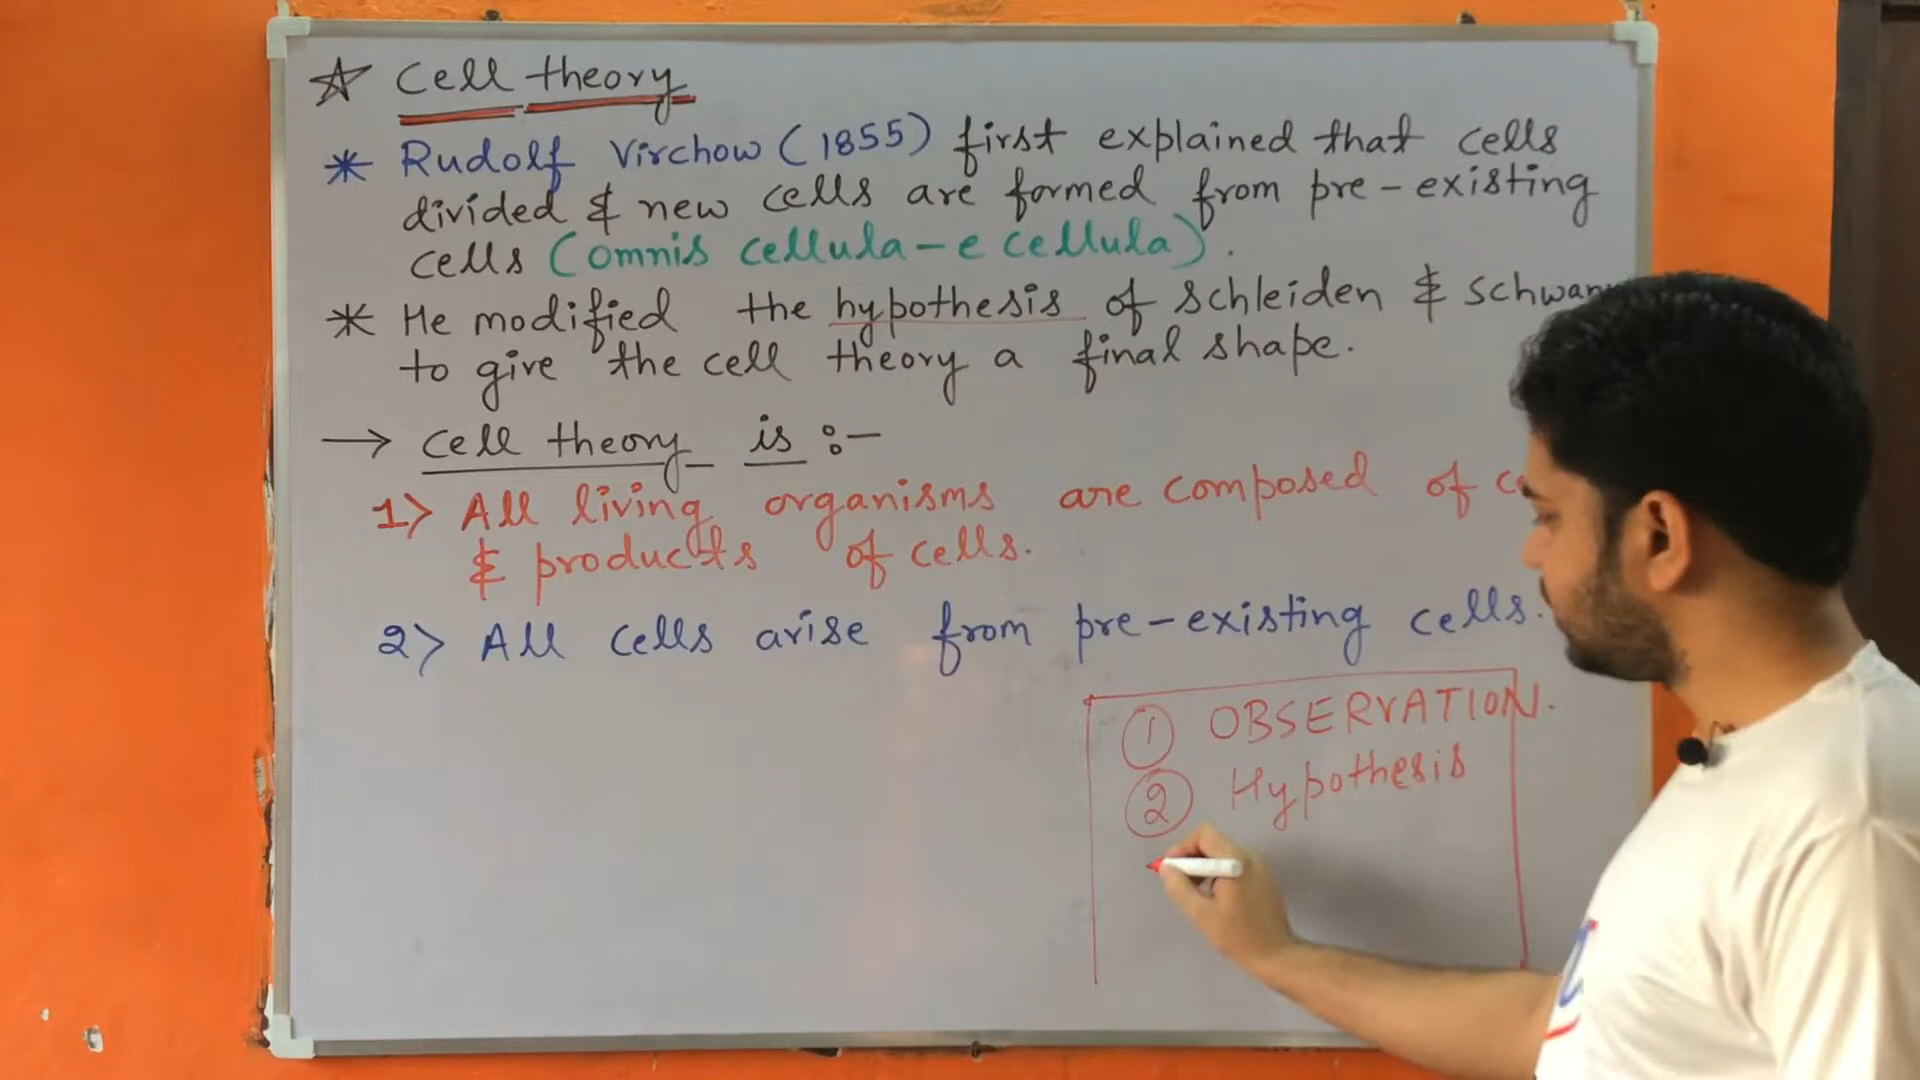 ☆ Cell theory
* Rudolf Virchow (1855) first explained that cells
divided & new cells are formed from pre-existing
cells (omnis cellula-e cellula).
* He modified the hypothesis of Schleiden &
to give the cell theory a final shape.
→ cell theory is :-
1> All living organisms are composed of
& products of cells.
2> All cells arise from pre-existing cells.
① OBSERVATION.
② Hypothesis